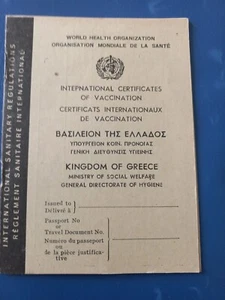 INTERNATIONAL SANITARY REGULATIONS
RÈGLEMENT SANITAIRE INTERNATIONAL
WORLD HEALTH ORGANIZATION
ORGANISATION MONDIALE DE LA SANTÉ
INTERNATIONAL CERTIFICATES
OF VACCINATION
CERTIFICATS INTERNATIONAUX
DE VACCINATION
ΒΑΣΙΛΕΙΟΝ ΤΗΣ ΕΛΛΑΔΟΣ
ΥΠΟΥΡΓΕΙΟΝ ΚΟΙΝ. ΠΡΟΝΟΙΑΣ
ΓΕΝΙΚΗ ΔΙΕΥΘΥΝΣΙΣ ΥΓΙΕΙΝΗΣ
KINGDOM OF GREECE
MINISTRY OF SOCIAL WELFARE
GENERAL DIRECTORATE OF HYGIENE
Issued to
Délivré à
Passport No
or
Travel Document No.
Numéro du passeport
ou
de la pièce justifica-
tive